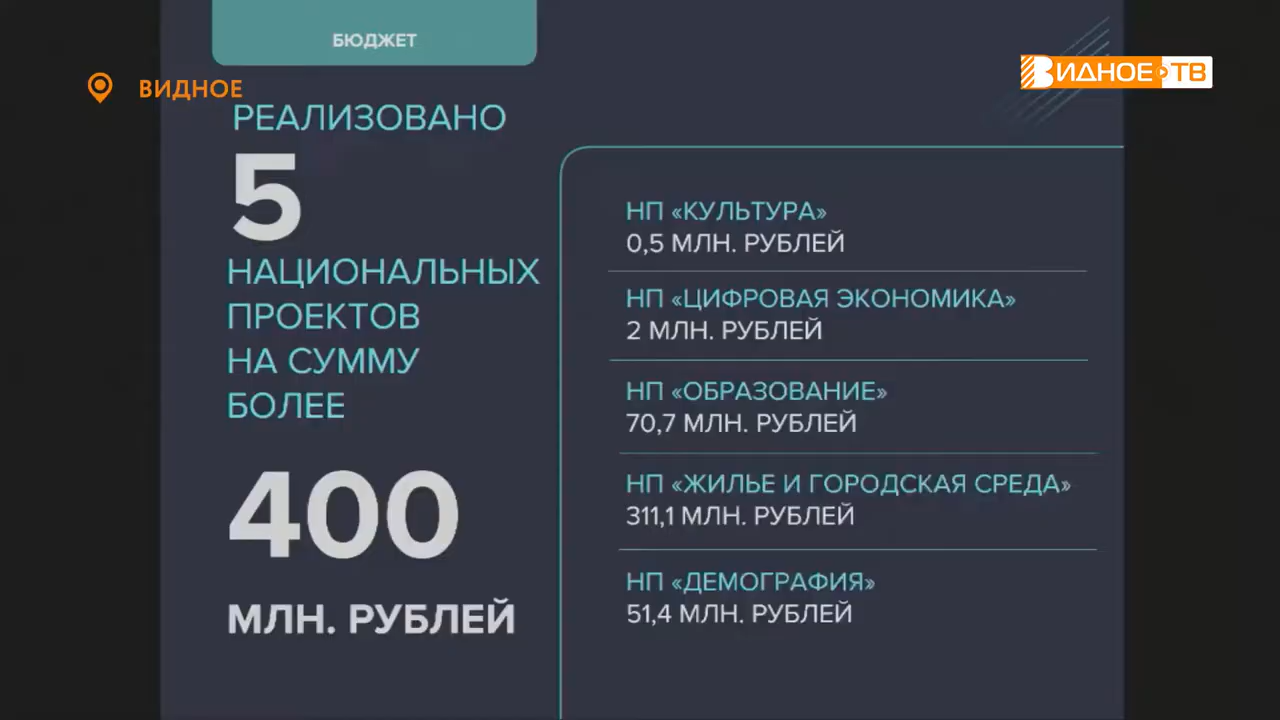 БЮДЖЕТ
ВИДНОЕ
ВИДНОЕ ТВ
РЕАЛИЗОВАНО
5
НАЦИОНАЛЬНЫХ
ПРОЕКТОВ
НА СУММУ
БОЛЕЕ
400
МЛН. РУБЛЕЙ
НП «КУЛЬТУРА»
0,5 МЛН. РУБЛЕЙ
НП «ЦИФРОВАЯ ЭКОНОМИКА»
2 МЛН. РУБЛЕЙ
НП «ОБРАЗОВАНИЕ»
70,7 МЛН. РУБЛЕЙ
НП «ЖИЛЬЕ И ГОРОДСКАЯ СРЕДА»
311,1 МЛН. РУБЛЕЙ
НП «ДЕМОГРАФИЯ»
51,4 МЛН. РУБЛЕЙ